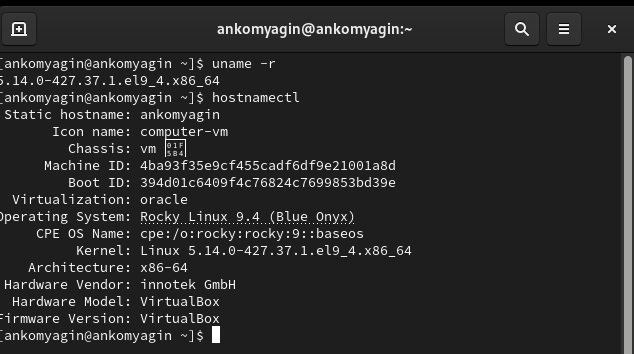 ankomyagin@ankomyagin:~
[ankomyagin@ankomyagin ~]$ uname -r
5.14.0-427.37.1.el9_4.x86_64
[ankomyagin@ankomyagin ~]$ hostnamectl
Static hostname: ankomyagin
Icon name: computer-vm
Chassis: vm 🖴
Machine ID: 4ba93f35e9cf455cadf6df9e21001a8d
Boot ID: 394d01c6409f4c76824c7699853bd39e
Virtualization: oracle
Operating System: Rocky Linux 9.4 (Blue Onyx)
CPE OS Name: cpe:/o:rocky:rocky:9::baseos
Kernel: Linux 5.14.0-427.37.1.el9_4.x86_64
Architecture: x86-64
Hardware Vendor: innotek GmbH
Hardware Model: VirtualBox
Firmware Version: VirtualBox
[ankomyagin@ankomyagin ~]$